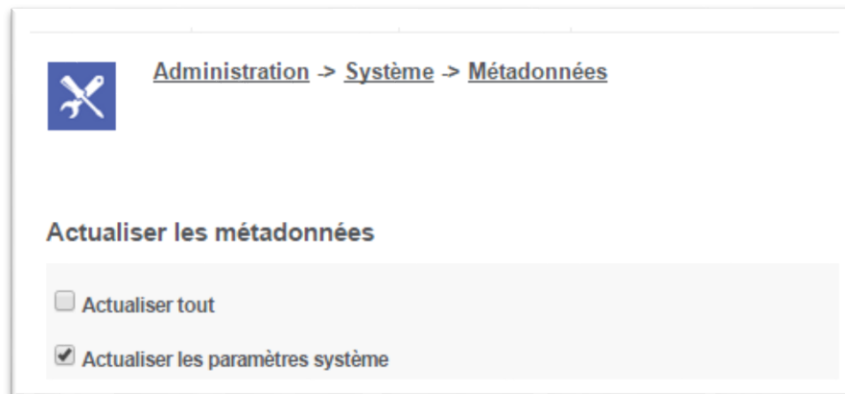 Administration -> Système -> Métadonnées
Actualiser les métadonnées
Actualiser tout
Actualiser les paramètres système